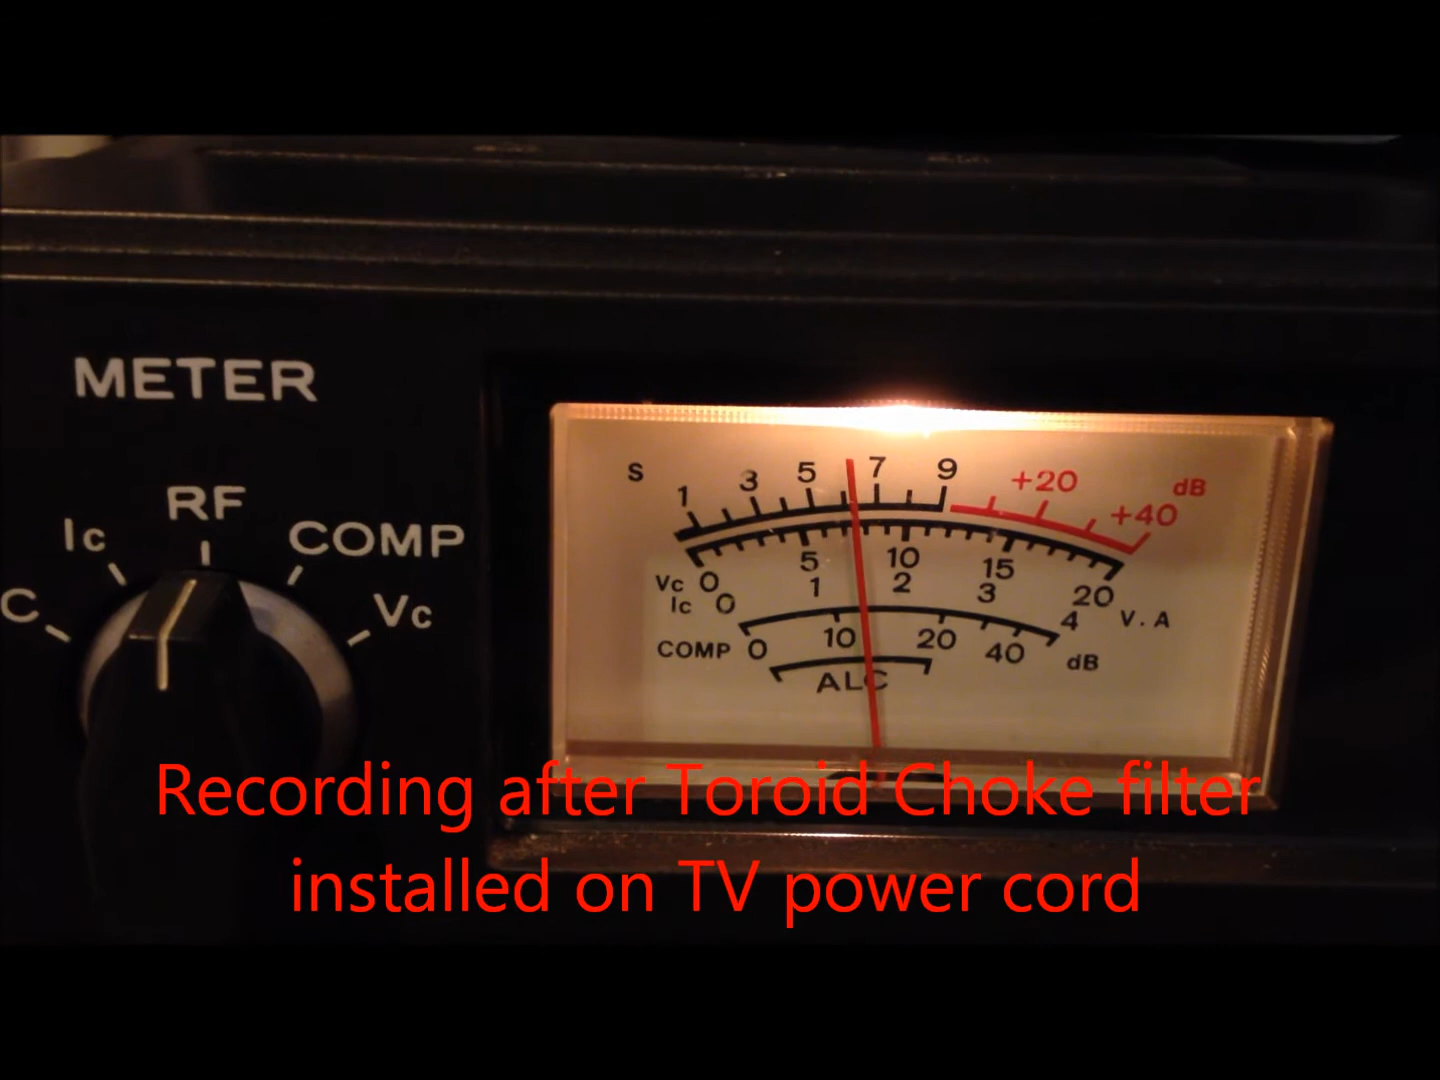 METER
RF
Ic
COMP
C
Vc
S 1 3 5 7 9 +20 +40 dB
Vc 0 5 10 15 20
Ic 0 1 2 3 4 V.A
COMP 0 10 20 40 dB
ALC
Recording after Toroid Choke filter
installed on TV power cord